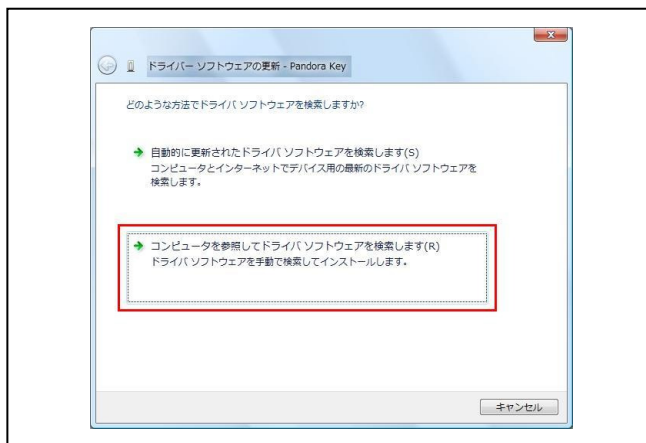 ドライバー ソフトウェアの更新 - Pandora Key
どのような方法でドライバ ソフトウェアを検索しますか?
自動的に更新されたドライバ ソフトウェアを検索します(S)
コンピュータとインターネットでデバイス用の最新のドライバ ソフトウェアを
検索します。
コンピュータを参照してドライバ ソフトウェアを検索します(R)
ドライバ ソフトウェアを手動で検索してインストールします。
キャンセル